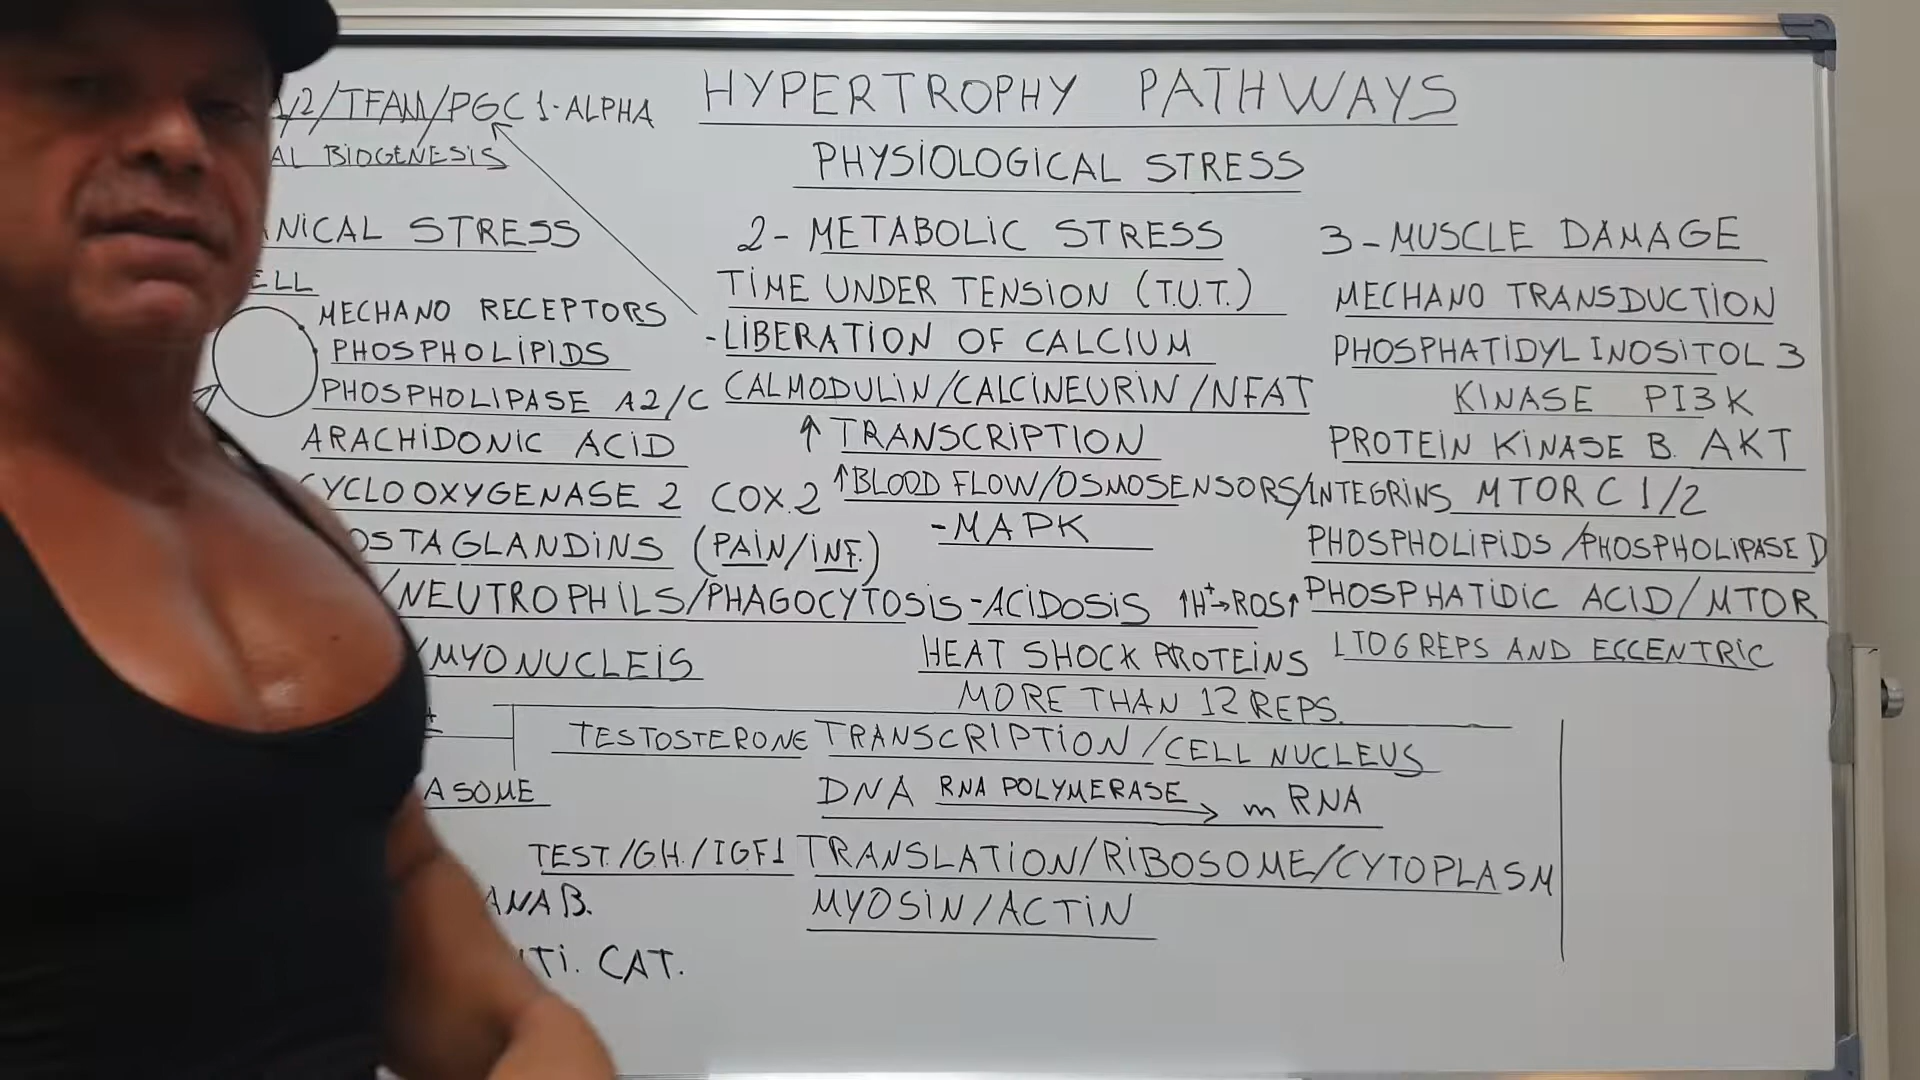 HYPERTROPHY PATHWAYS
PHYSIOLOGICAL STRESS
/2/TFAM/PGC 1-ALPHA
AL BIOGENESIS
NICAL STRESS
ELL
MECHANO RECEPTORS
PHOSPHOLIPIDS
PHOSPHOLIPASE A2/C
ARACHIDONIC ACID
CYCLOOXYGENASE 2 COX.2
OSTAGLANDINS (PAIN/INF.)
/NEUTROPHILS/PHAGOCYTOSIS
/MYONUCLEIS
2- METABOLIC STRESS
TIME UNDER TENSION (T.U.T.)
-LIBERATION OF CALCIUM
CALMODULIN/CALCINEURIN/NFAT
↑ TRANSCRIPTION
↑BLOOD FLOW/OSMOSENSORS/INTEGRINS
-MAPK
-ACIDOSIS ↑H+→ROS↑
HEAT SHOCK PROTEINS
MORE THAN 12 REPS.
3-MUSCLE DAMAGE
MECHANO TRANSDUCTION
PHOSPHATIDYL INOSITOL 3
KINASE PI3K
PROTEIN KINASE B. AKT
MTOR C 1/2
PHOSPHOLIPIDS/PHOSPHOLIPASE D
PHOSPHATIDIC ACID/MTOR
1 TO 6 REPS AND ECCENTRIC
±
TESTOSTERONE TRANSCRIPTION/CELL NUCLEUS
ASOME
DNA RNA POLYMERASE → mRNA
TEST./GH./IGF1 TRANSLATION/RIBOSOME/CYTOPLASM
ANAB.
MYOSIN/ACTIN
TI. CAT.